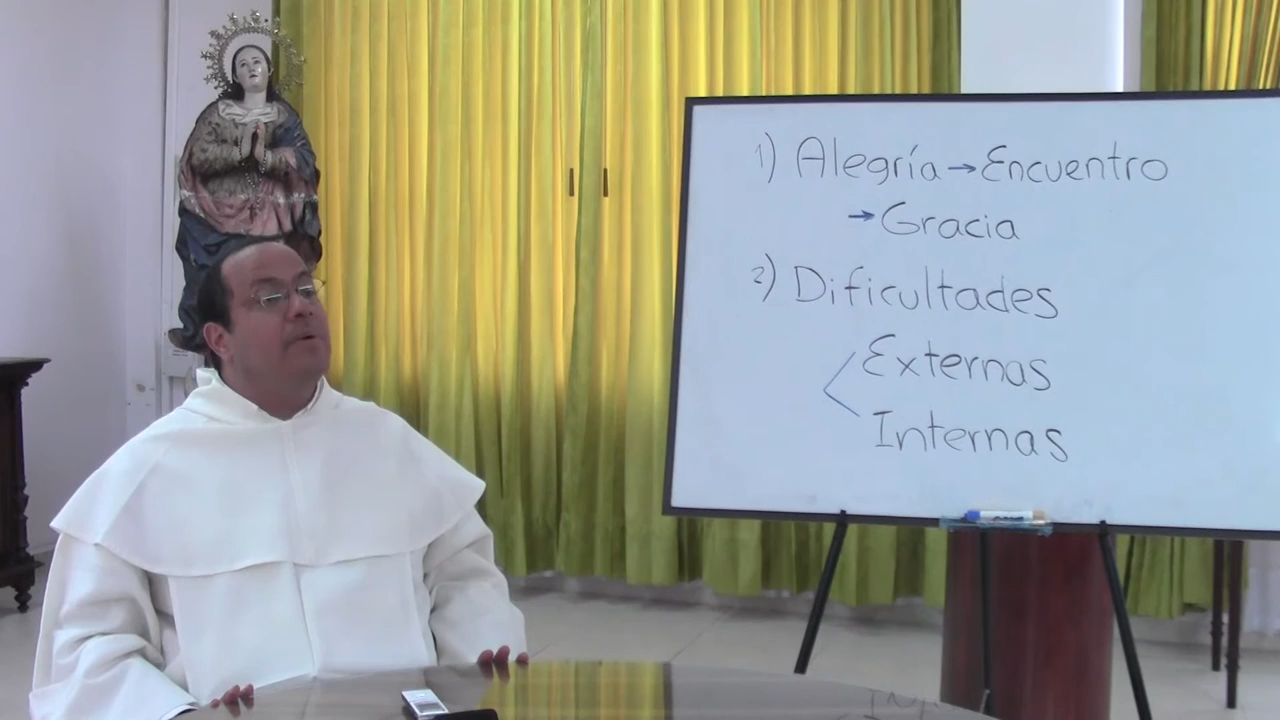 1) Alegría → Encuentro
→ Gracia
2) Dificultades
Externas
Internas